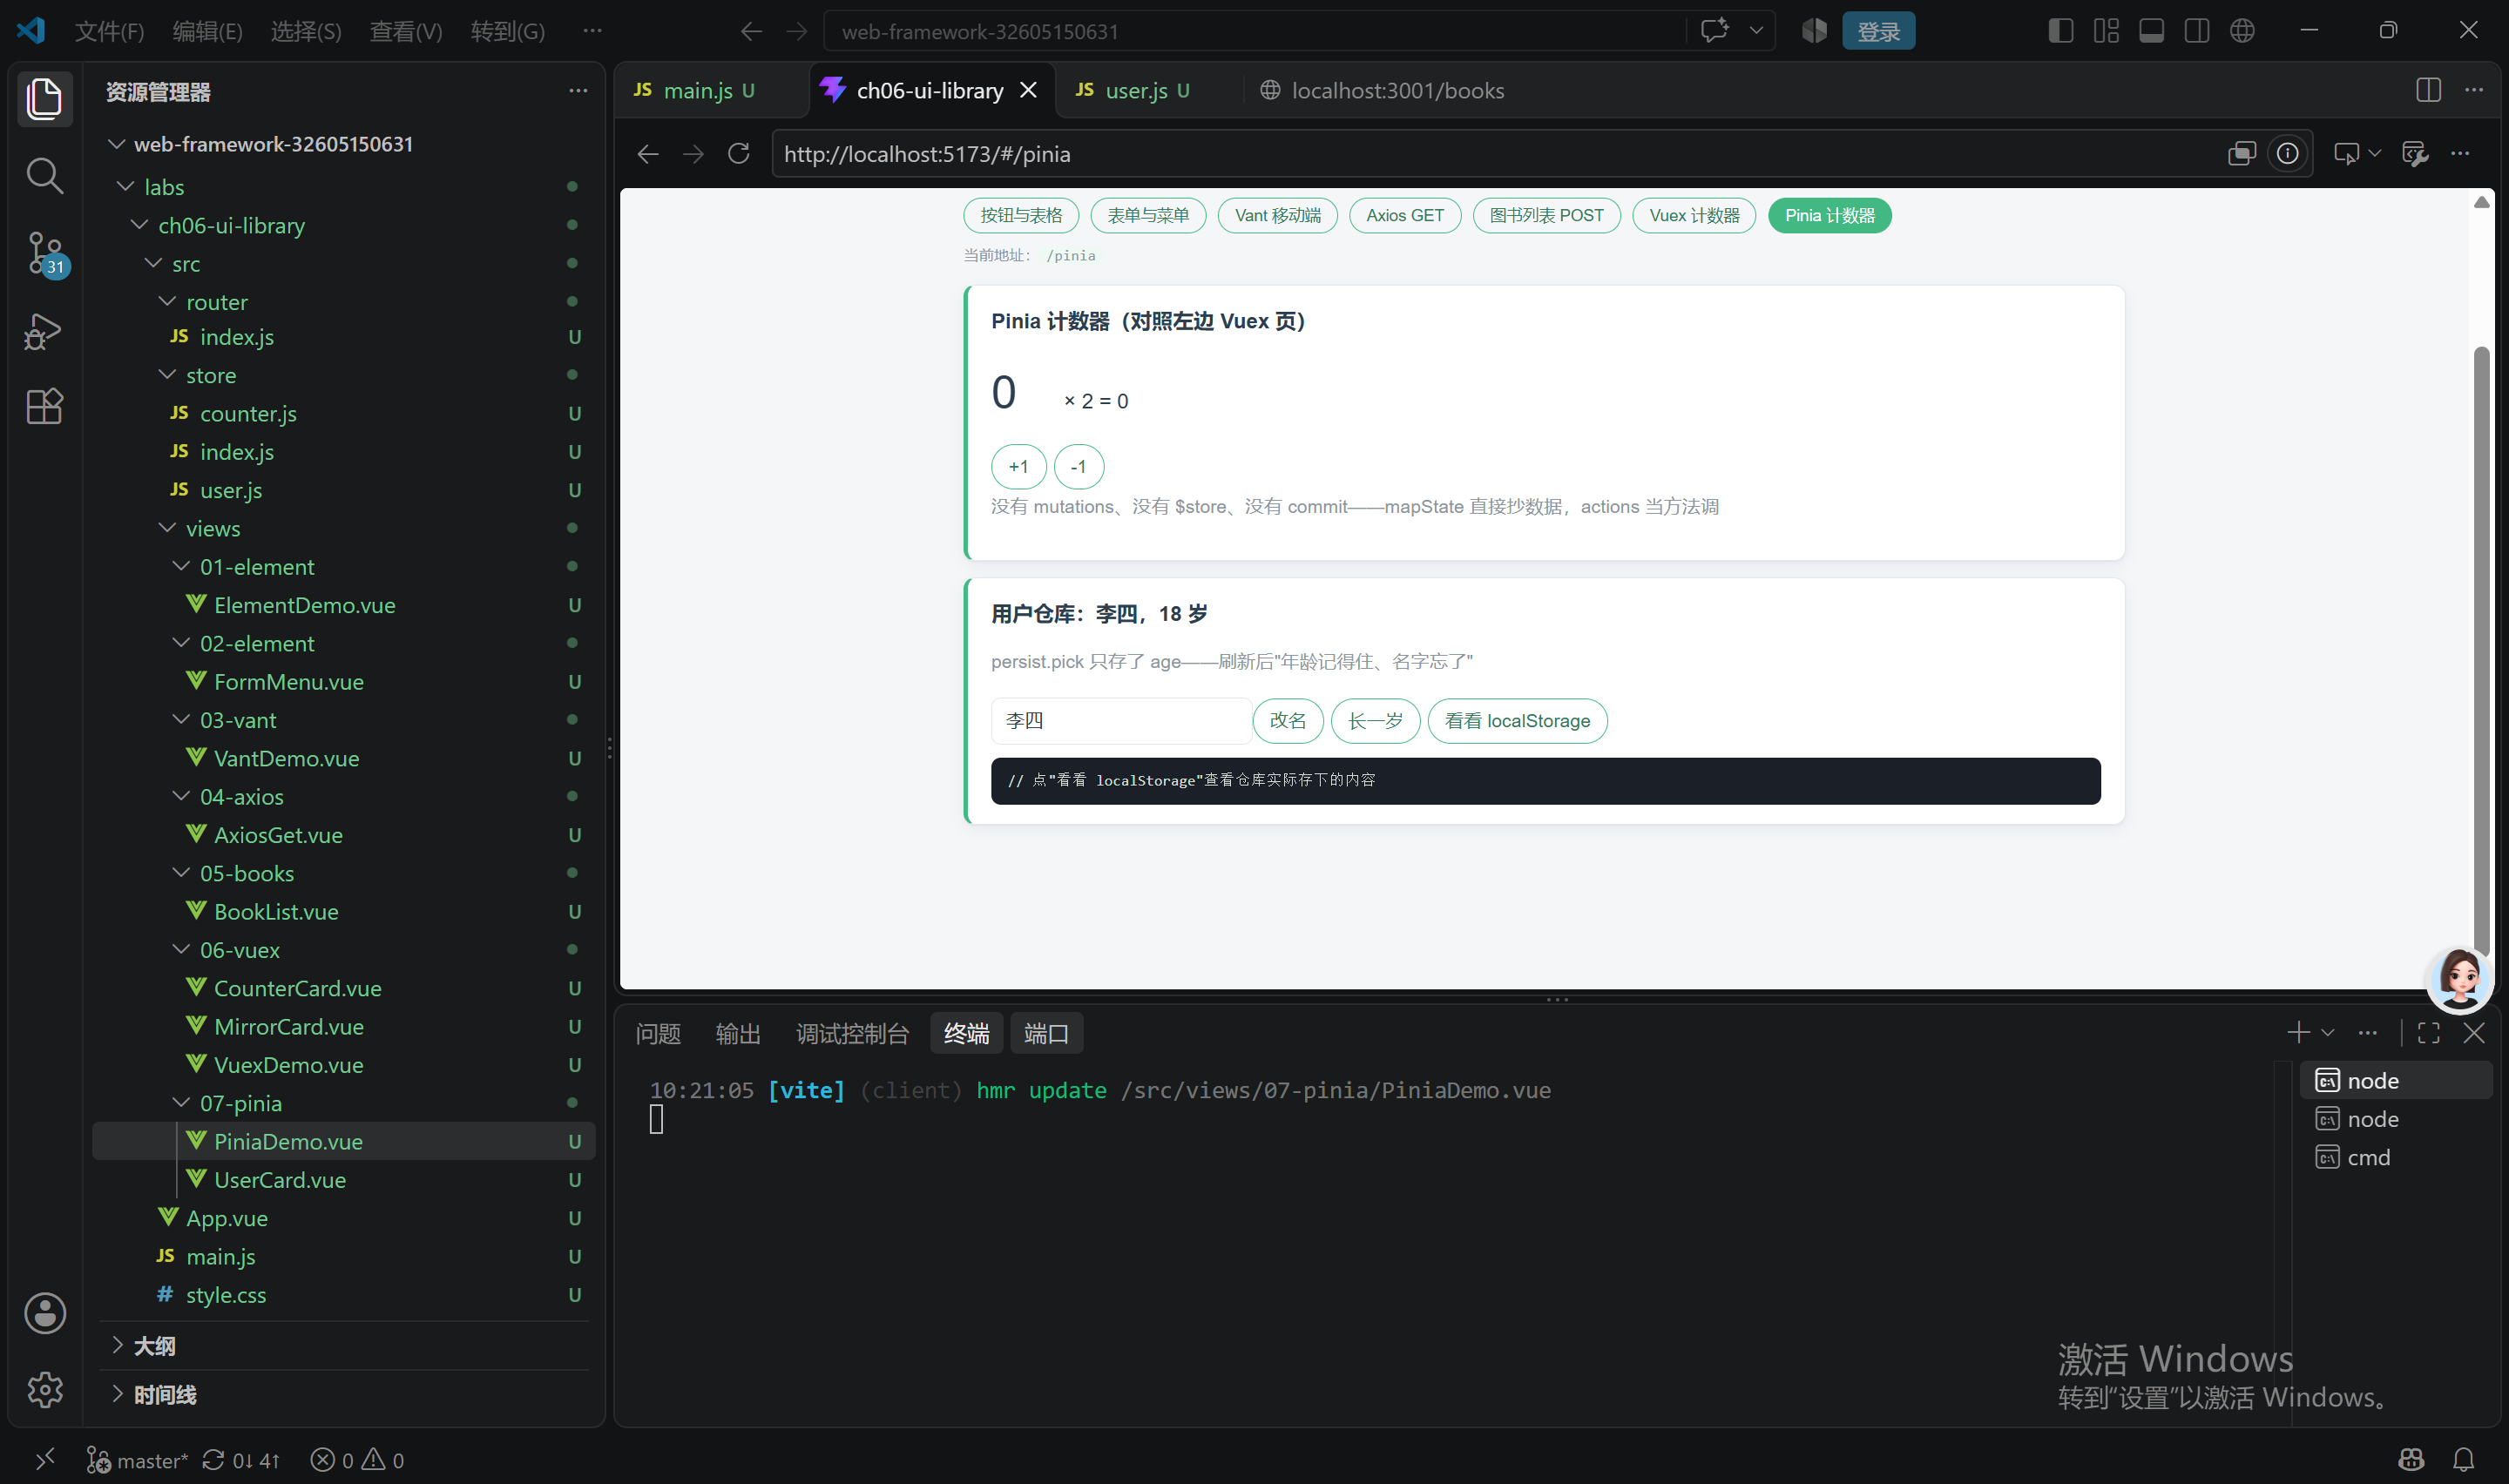 文件(F) 编辑(E) 选择(S) 查看(V) 转到(G) ··· web-framework-32605150631 登录
资源管理器 ···
web-framework-32605150631
labs
ch06-ui-library
src
router
JS index.js U
store
JS counter.js U
JS index.js U
JS user.js U
views
01-element
ElementDemo.vue U
02-element
FormMenu.vue U
03-vant
VantDemo.vue U
04-axios
AxiosGet.vue U
05-books
BookList.vue U
06-vuex
CounterCard.vue U
MirrorCard.vue U
VuexDemo.vue U
07-pinia
PiniaDemo.vue U
UserCard.vue U
App.vue U
JS main.js U
# style.css U
大纲
时间线
31
JS main.js U ch06-ui-library JS user.js U localhost:3001/books
http://localhost:5173/#/pinia
按钮与表格 表单与菜单 Vant 移动端 Axios GET 图书列表 POST Vuex 计数器 Pinia 计数器
当前地址： /pinia
Pinia 计数器（对照左边 Vuex 页）
0 × 2 = 0
+1 -1
没有 mutations、没有 $store、没有 commit——mapState 直接抄数据，actions 当方法调
用户仓库：李四，18 岁
persist.pick 只存了 age——刷新后"年龄记得住、名字忘了"
李四 改名 长一岁 看看 localStorage
// 点"看看 localStorage"查看仓库实际存下的内容
问题 输出 调试控制台 终端 端口
10:21:05 [vite] (client) hmr update /src/views/07-pinia/PiniaDemo.vue
node
node
cmd
激活 Windows
转到“设置”以激活 Windows。
master* 0↓ 4↑ 0 0